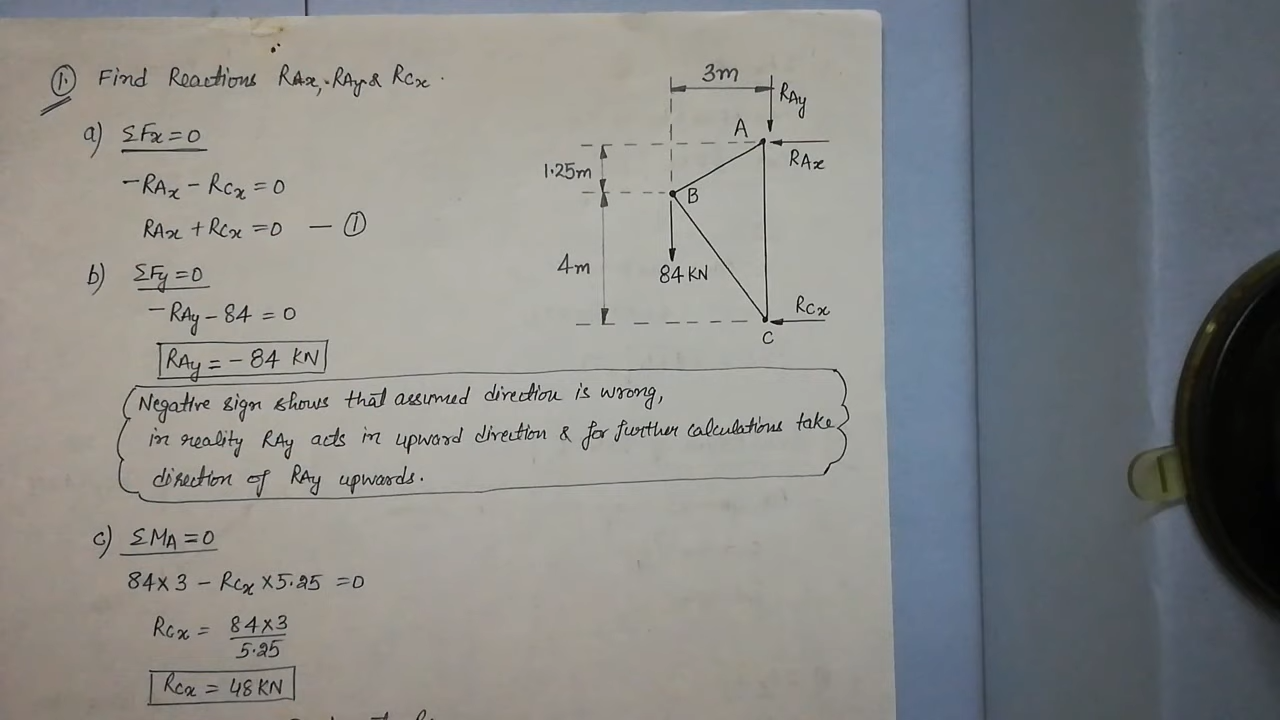 1. Find Reactions RAx, RAy & RCx.
a) ΣFx = 0
-RAx - RCx = 0
RAx + RCx = 0 — ①
b) ΣFy = 0
-RAy - 84 = 0
RAy = - 84 KN
Negative sign shows that assumed direction is wrong,
in reality RAy acts in upward direction & for further calculations take
direction of RAy upwards.
c) ΣMA = 0
84 x 3 - RCx x 5.25 = 0
RCx = 84 x 3
5.25
RCx = 48 KN
3m
RAy
A
RAx
1.25m
B
4m
84 KN
RCx
C